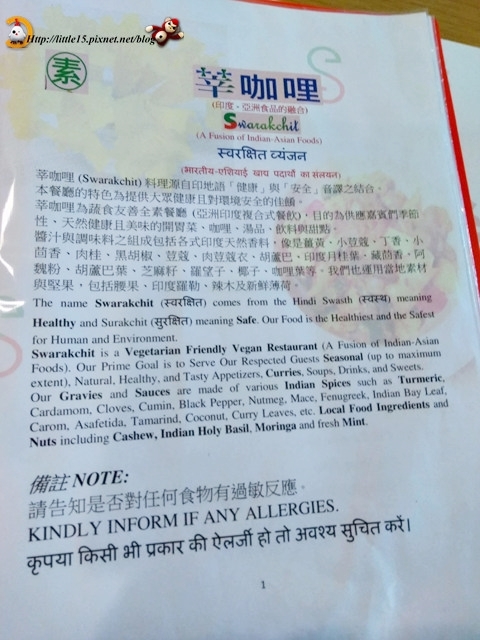 Http://little15.pixnet.net/blog
素
莘咖哩
(印度、亞洲食品的融合)
Swarakchit
(A Fusion of Indian-Asian Foods)
स्वरक्षित व्यंजन
(भारतीय-एशियाई खाद्य पदार्थों का संलयन)
莘咖哩 (Swarakchit) 料理源自印地語「健康」與「安全」音譯之結合。
本餐廳的特色為提供大眾健康且對環境安全的佳餚。
莘咖哩為蔬食友善全素餐廳 (亞洲印度複合式餐飲)，目的為供應嘉賓們季節
性、天然健康且美味的開胃菜、咖哩、湯品、飲料與甜點。
醬汁與調味料之組成包括各式印度天然香料，像是薑黃、小荳蔻、丁香、小
茴香、肉桂、黑胡椒、荳蔻、肉荳蔻衣、胡蘆巴、印度月桂葉、藏茴香、阿
魏粉、胡蘆巴葉、芝麻籽、羅望子、椰子、咖哩葉等。我們也運用當地素材
與堅果，包括腰果、印度羅勒、辣木及新鮮薄荷。
The name Swarakchit (स्वरक्षित) comes from the Hindi Swasth (स्वस्थ) meaning
Healthy and Surakchit (सुरक्षित) meaning Safe. Our Food is the Healthiest and the Safest
for Human and Environment.
Swarakchit is a Vegetarian Friendly Vegan Restaurant (A Fusion of Indian-Asian
Foods). Our Prime Goal is to Serve Our Respected Guests Seasonal (up to maximum
extent), Natural, Healthy, and Tasty Appetizers, Curries, Soups, Drinks, and Sweets.
Our Gravies and Sauces are made of various Indian Spices such as Turmeric,
Cardamom, Cloves, Cumin, Black Pepper, Nutmeg, Mace, Fenugreek, Indian Bay Leaf,
Carom, Asafetida, Tamarind, Coconut, Curry Leaves, etc. Local Food Ingredients and
Nuts including Cashew, Indian Holy Basil, Moringa and fresh Mint.
備註 NOTE:
請告知是否對任何食物有過敏反應。
KINDLY INFORM IF ANY ALLERGIES.
कृपया किसी भी प्रकार की ऐलर्जी हो तो अवश्य सुचित करें।
1